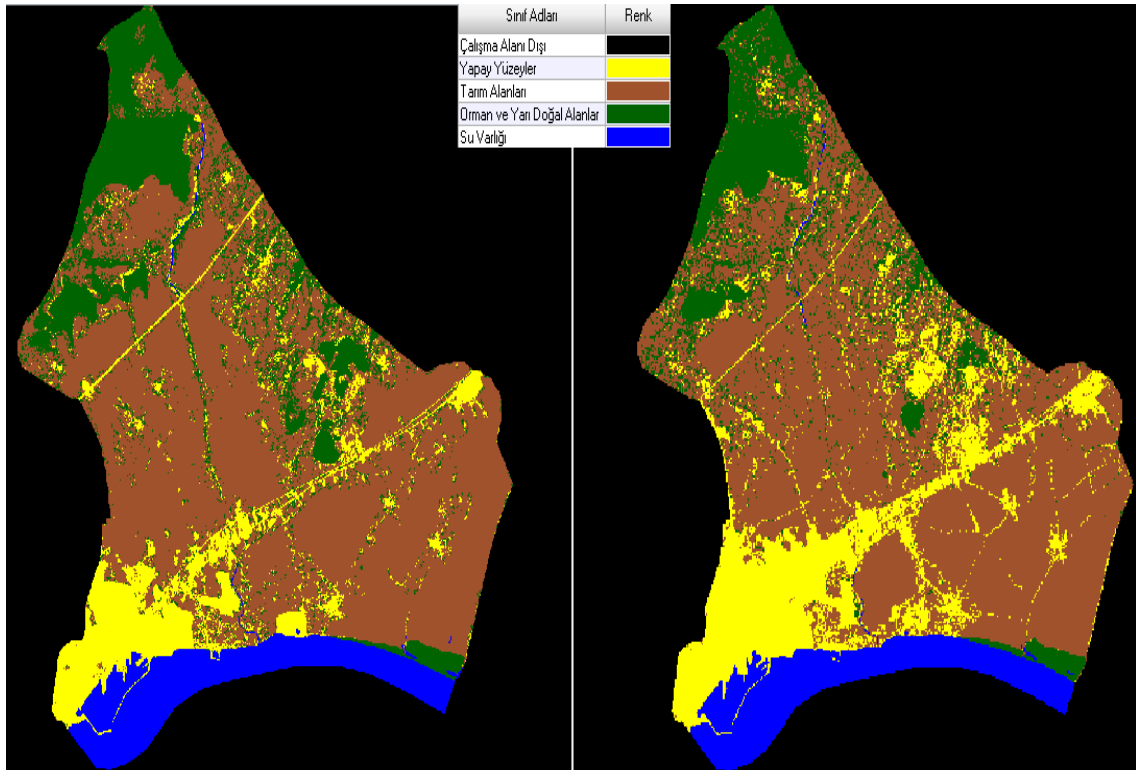 Sınıf Adları Renk
Çalışma Alanı Dışı
Yapay Yüzeyler
Tarım Alanları
Orman ve Yarı Doğal Alanlar
Su Varlığı